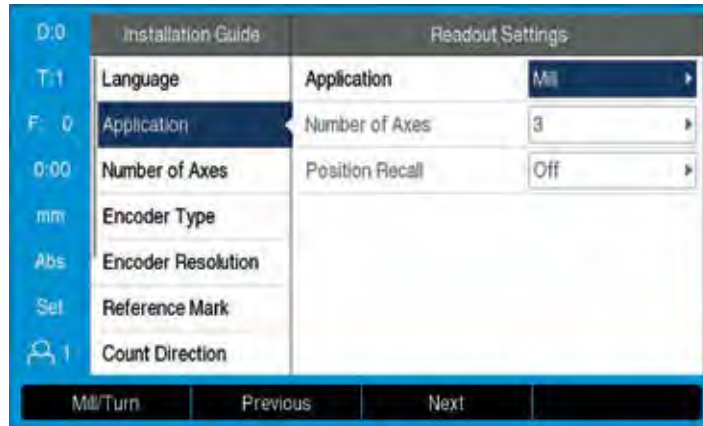 D:0
Installation Guide
Readout Settings
T:1
Language
Application
Mill
F: 0
Application
Number of Axes
3
0:00
Number of Axes
Position Recall
Off
mm
Encoder Type
Abs
Encoder Resolution
Set
Reference Mark
1
Count Direction
Mill/Turn
Previous
Next